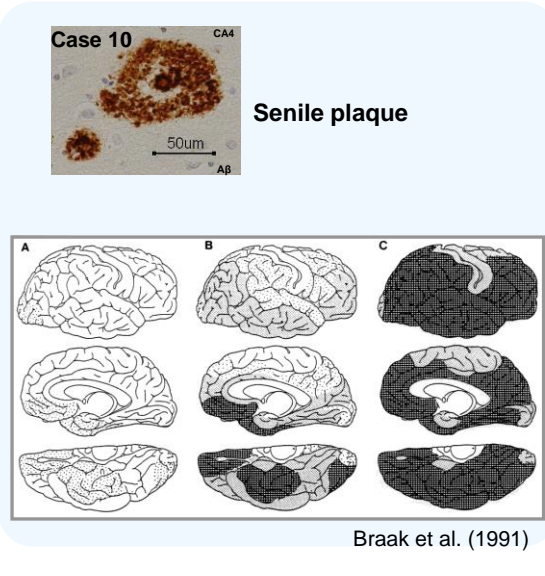 Case 10
CA4
Senile plaque
50um
Aβ
A
B
C
Braak et al. (1991)